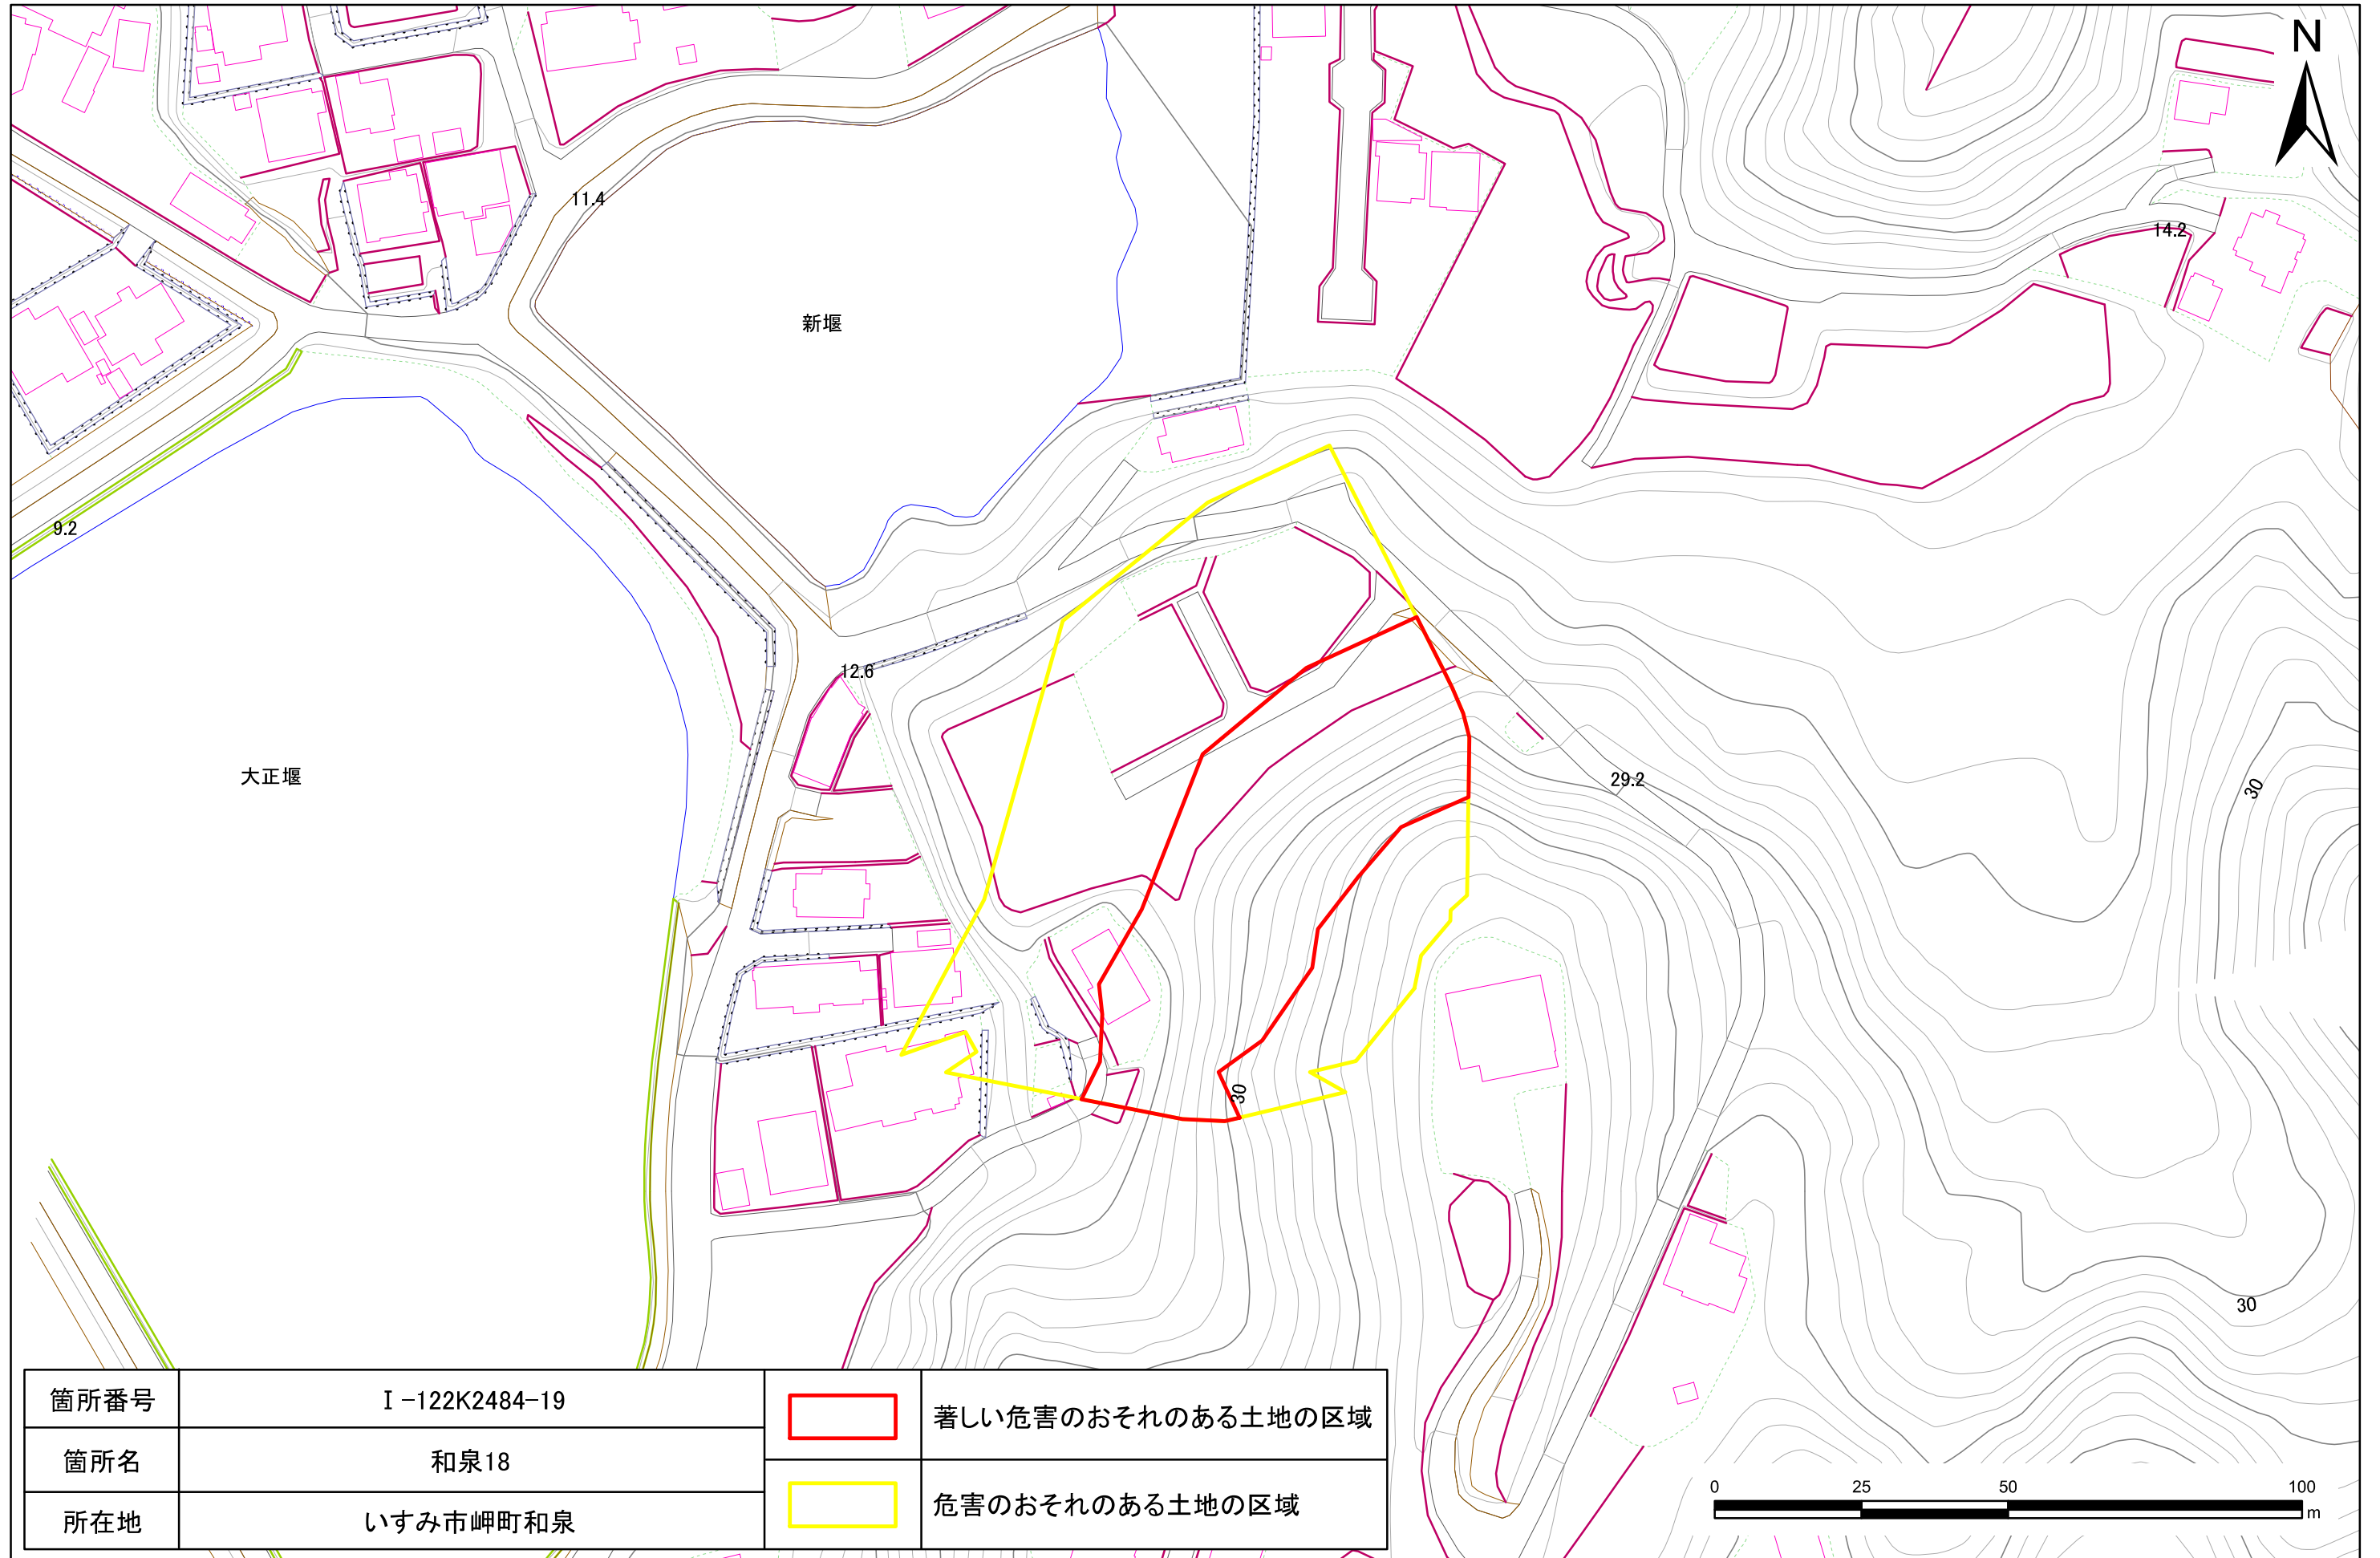 N
11.4
14.2
新堰
9.2
12.6
大正堰
29.2
30
30
30
箇所番号 Ⅰ-122K2484-19
箇所名 和泉18
所在地 いすみ市岬町和泉
著しい危害のおそれのある土地の区域
危害のおそれのある土地の区域
0 25 50 100
m